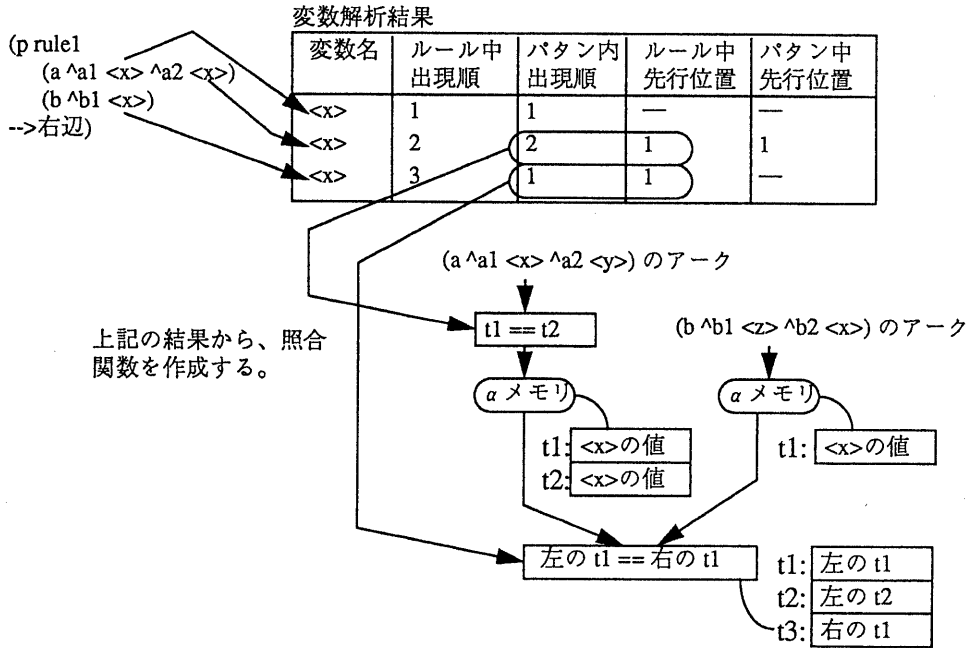 変数解析結果
(p rule1
(a ^a1 <x> ^a2 <x>)
(b ^b1 <x>)
-->右辺)
変数名 ルール中出現順 パタン内出現順 ルール中先行位置 パタン中先行位置
<x> 1 1 — —
<x> 2 2 1 1
<x> 3 1 1 —
(a ^a1 <x> ^a2 <y>) のアーク
上記の結果から、照合
関数を作成する。
t1 == t2
(b ^b1 <z> ^b2 <x>) のアーク
α メモリ
α メモリ
t1: <x>の値
t2: <x>の値
t1: <x>の値
左の t1 == 右の t1
t1: 左の t1
t2: 左の t2
t3: 右の t1